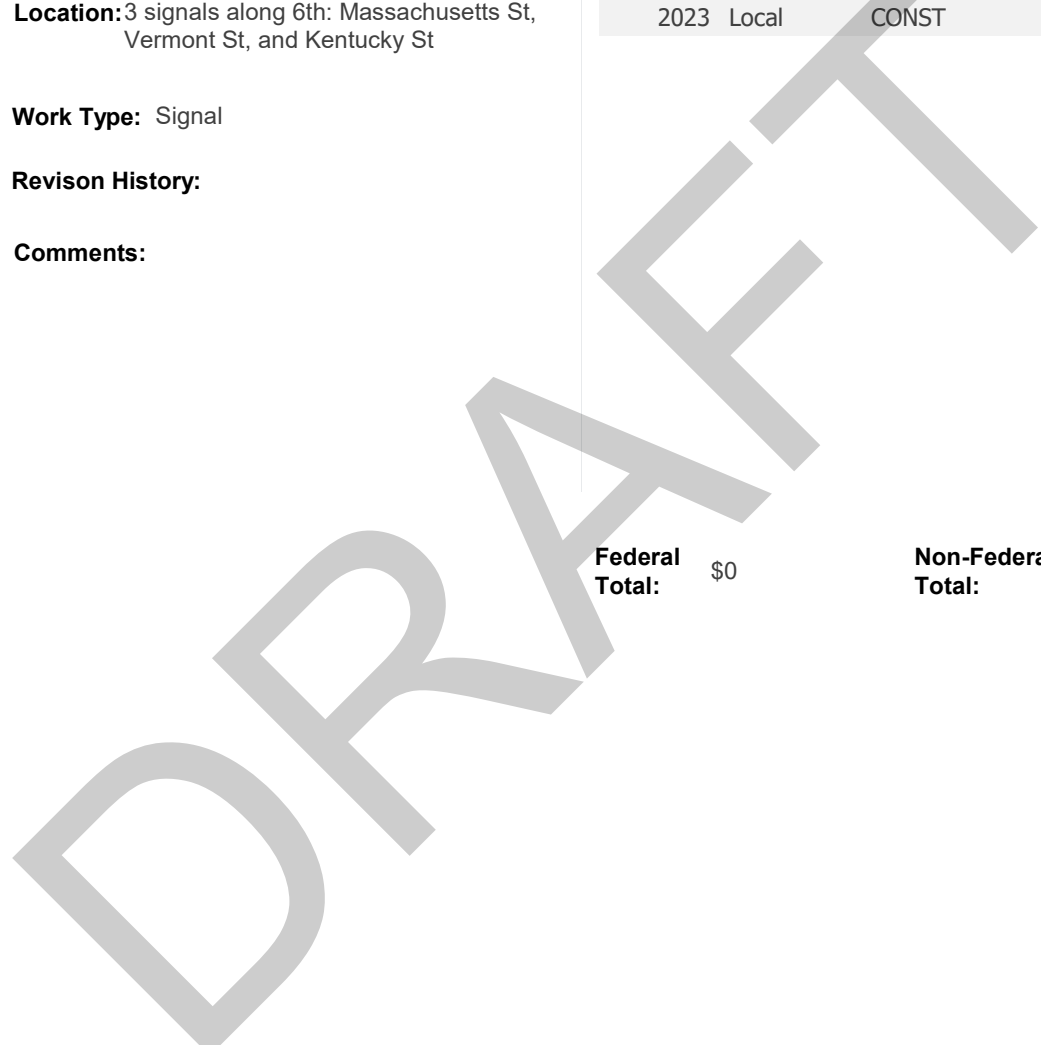 Location: 3 signals along 6th: Massachusetts St,
Vermont St, and Kentucky St
2023 Local CONST
Work Type: Signal
Revison History:
Comments:
Federal
Total: $0
Non-Federa
Total:
DRAFT